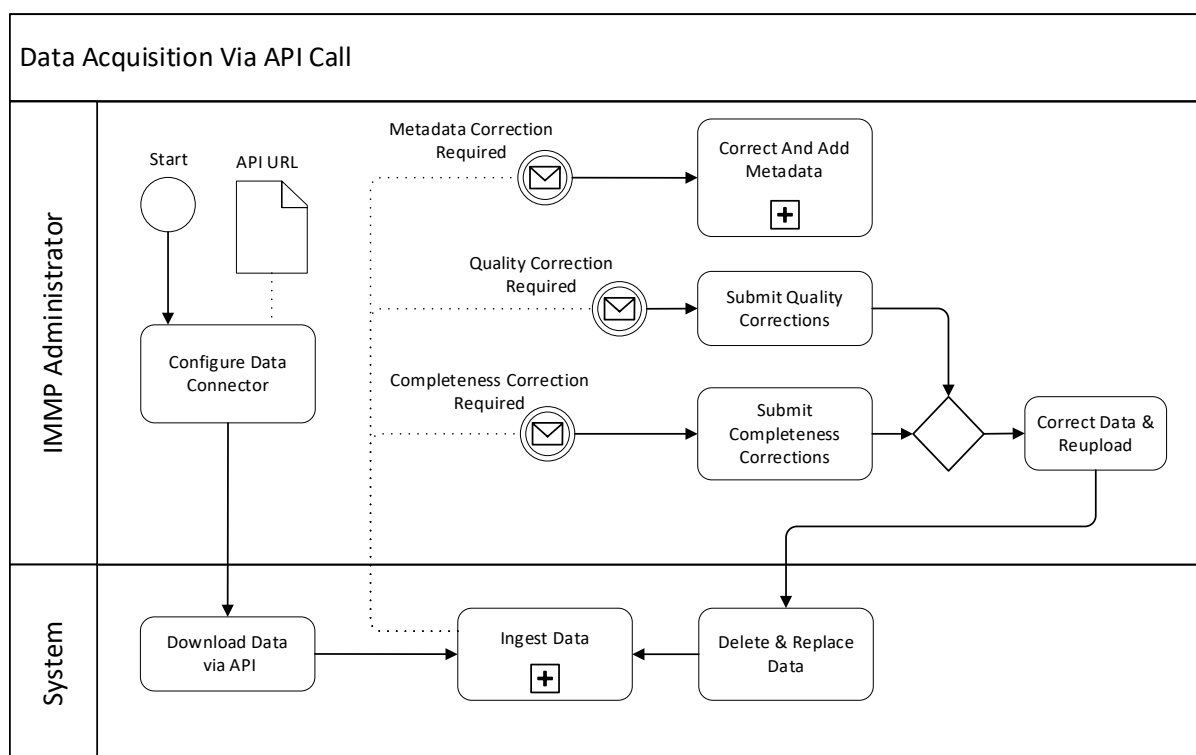 Data Acquisition Via API Call
IMMP Administrator
Start
API URL
Configure Data
Connector
Metadata Correction
Required
Correct And Add
Metadata
Quality Correction
Required
Submit Quality
Corrections
Completeness Correction
Required
Submit
Completeness
Corrections
Correct Data &
Reupload
System
Download Data
via API
Ingest Data
Delete & Replace
Data